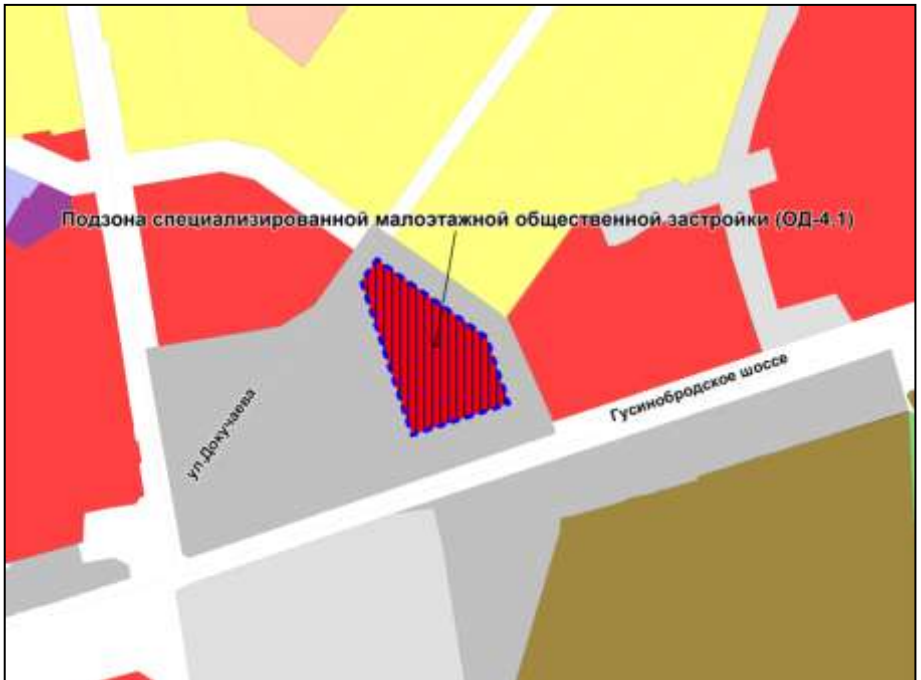 Подзона специализированной малоэтажной общественной застройки (ОД-4.1)
Гусинобродское шоссе
ул.Докучаева